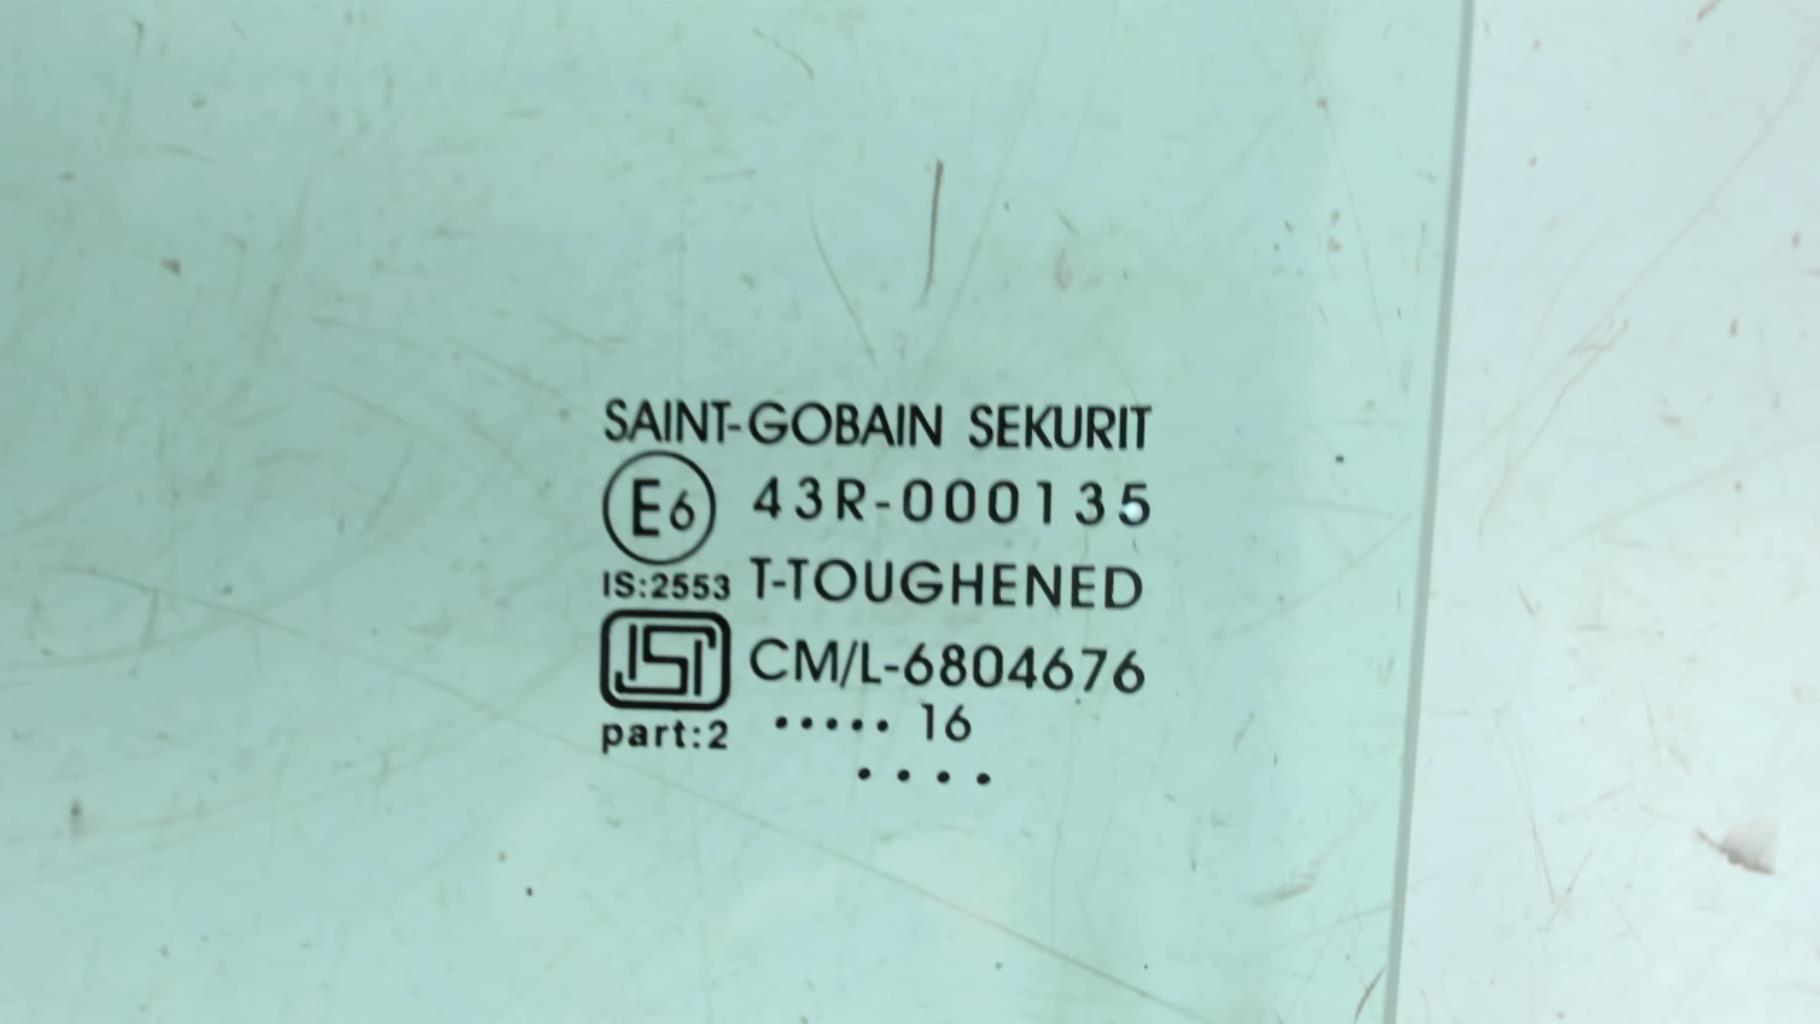 SAINT-GOBAIN SEKURIT
E6 43R-000135
IS:2553 T-TOUGHENED
ISI CM/L-6804676
part:2 ..... 16
....